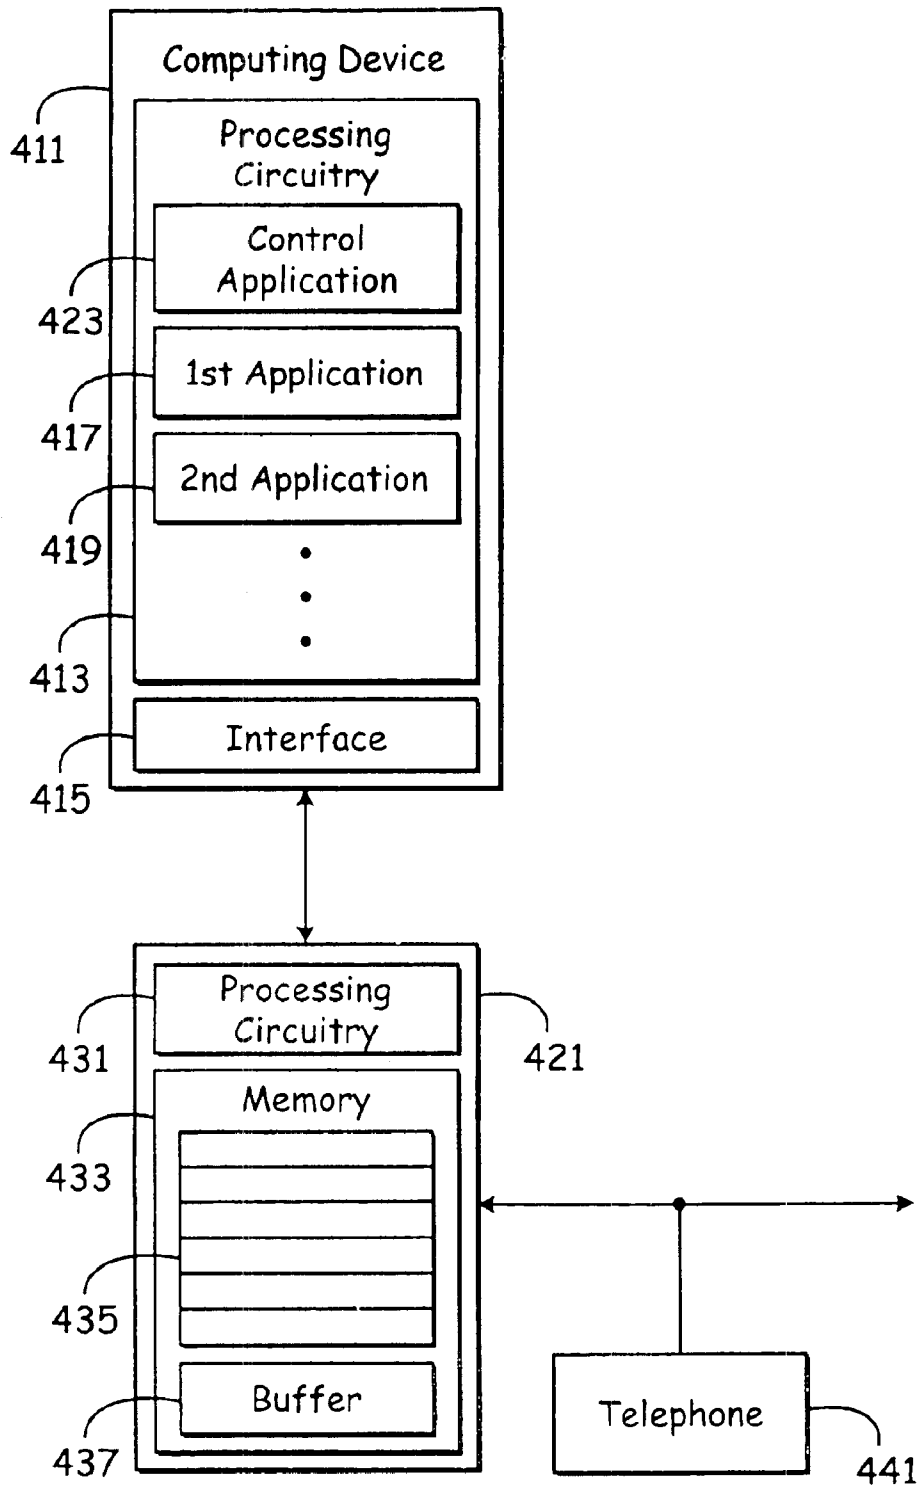 Computing Device
411
Processing
Circuitry
Control
Application
423
1st Application
417
2nd Application
419
413
Interface
415
Processing
Circuitry
431
421
Memory
433
435
Buffer
437
Telephone
441